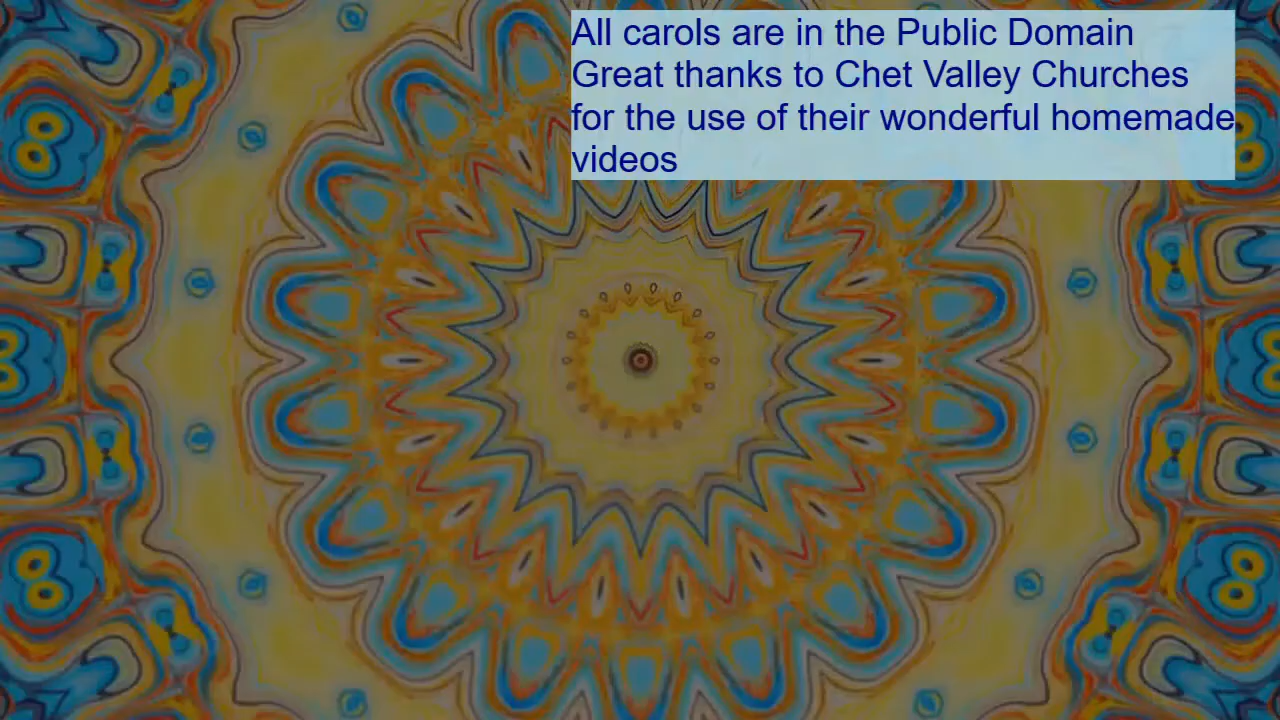 All carols are in the Public Domain
Great thanks to Chet Valley Churches
for the use of their wonderful homemade
videos